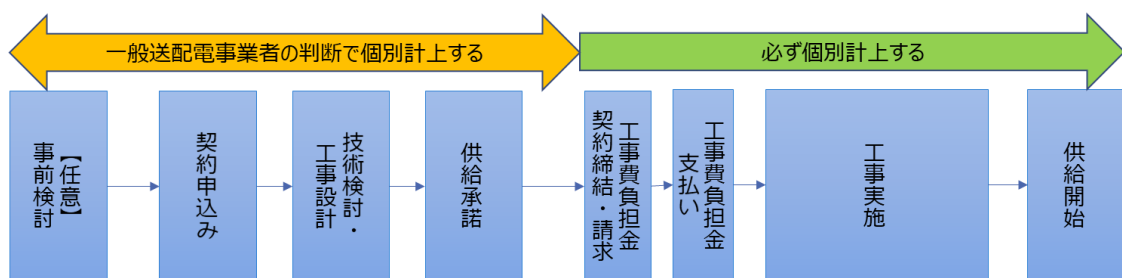 一般送配電事業者の判断で個別計上する
必ず個別計上する
【任意】
事前検討
契約申込み
技術検討・
工事設計
供給承諾
工事費負担金
契約締結・請求
工事費負担金
支払い
工事実施
供給開始